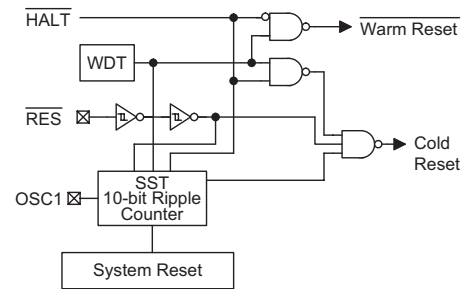 HALT
Warm Reset
WDT
RES
Cold
Reset
SST
10-bit Ripple
Counter
OSC1
System Reset